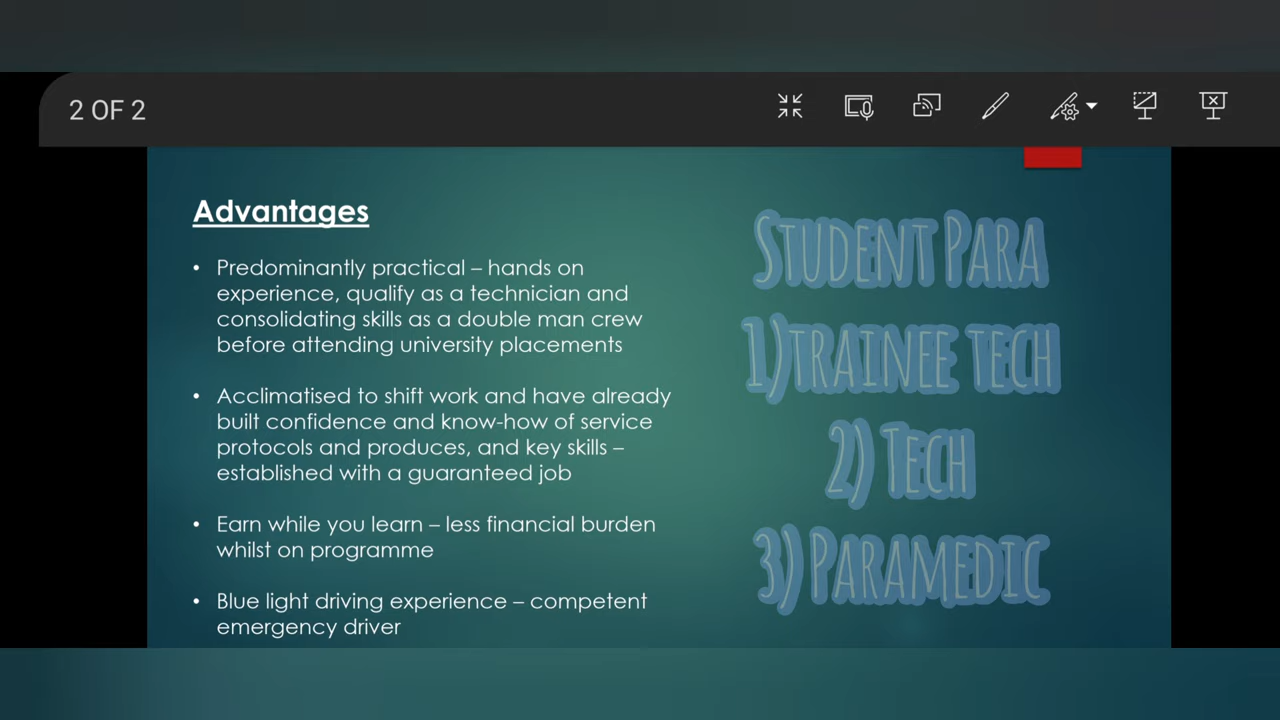 2 OF 2
Advantages
• Predominantly practical – hands on
experience, qualify as a technician and
consolidating skills as a double man crew
before attending university placements
• Acclimatised to shift work and have already
built confidence and know-how of service
protocols and produces, and key skills –
established with a guaranteed job
• Earn while you learn – less financial burden
whilst on programme
• Blue light driving experience – competent
emergency driver
STUDENT PARA
1)TRAINEE TECH
2) TECH
3) PARAMEDIC